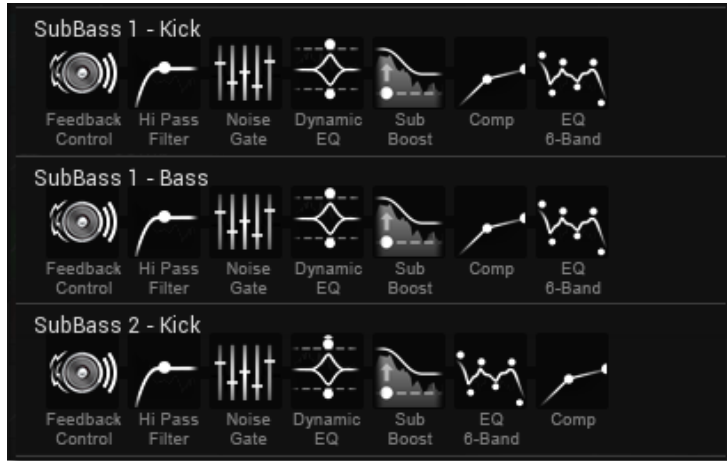 SubBass 1 - Kick
Feedback Hi Pass Noise Dynamic Sub Comp EQ
Control Filter Gate EQ Boost 6-Band
SubBass 1 - Bass
Feedback Hi Pass Noise Dynamic Sub Comp EQ
Control Filter Gate EQ Boost 6-Band
SubBass 2 - Kick
Feedback Hi Pass Noise Dynamic Sub EQ Comp
Control Filter Gate EQ Boost 6-Band